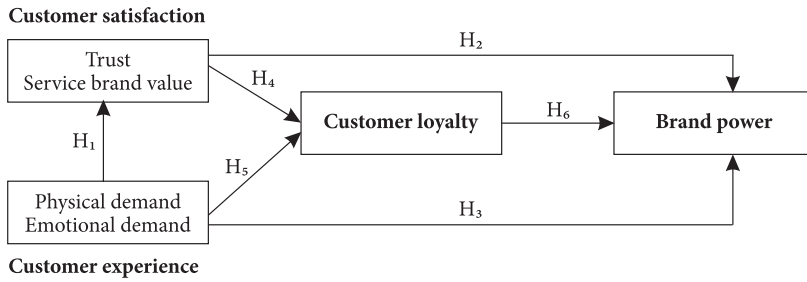 Customer satisfaction
Trust
Service brand value
H₂
H₄
Customer loyalty
H₆
Brand power
H₁
H₅
Physical demand
Emotional demand
H₃
Customer experience